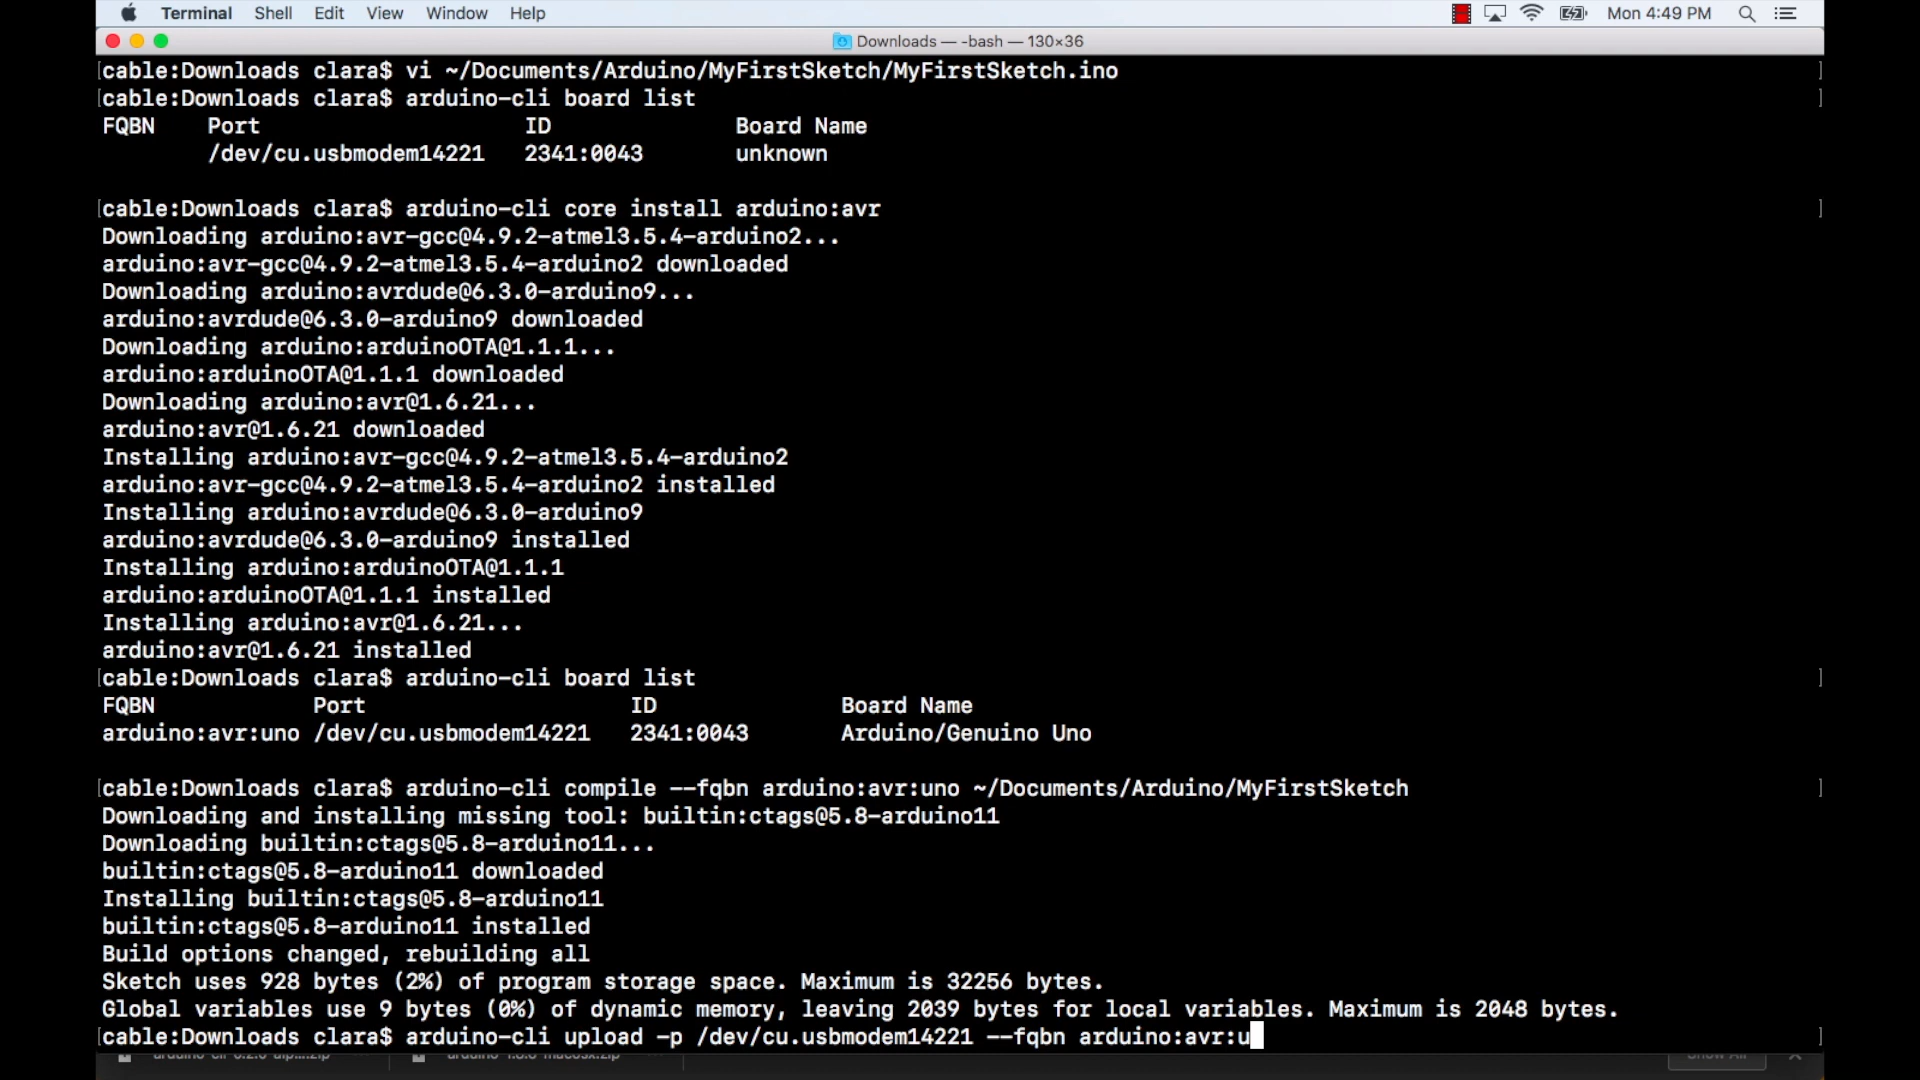 Terminal Shell Edit View Window Help Mon 4:49 PM
Downloads — -bash — 130×36
cable:Downloads clara$ vi ~/Documents/Arduino/MyFirstSketch/MyFirstSketch.ino
cable:Downloads clara$ arduino-cli board list
FQBN Port ID Board Name
/dev/cu.usbmodem14221 2341:0043 unknown
cable:Downloads clara$ arduino-cli core install arduino:avr
Downloading arduino:avr-gcc@4.9.2-atmel3.5.4-arduino2...
arduino:avr-gcc@4.9.2-atmel3.5.4-arduino2 downloaded
Downloading arduino:avrdude@6.3.0-arduino9...
arduino:avrdude@6.3.0-arduino9 downloaded
Downloading arduino:arduinoOTA@1.1.1...
arduino:arduinoOTA@1.1.1 downloaded
Downloading arduino:avr@1.6.21...
arduino:avr@1.6.21 downloaded
Installing arduino:avr-gcc@4.9.2-atmel3.5.4-arduino2
arduino:avr-gcc@4.9.2-atmel3.5.4-arduino2 installed
Installing arduino:avrdude@6.3.0-arduino9
arduino:avrdude@6.3.0-arduino9 installed
Installing arduino:arduinoOTA@1.1.1
arduino:arduinoOTA@1.1.1 installed
Installing arduino:avr@1.6.21...
arduino:avr@1.6.21 installed
cable:Downloads clara$ arduino-cli board list
FQBN Port ID Board Name
arduino:avr:uno /dev/cu.usbmodem14221 2341:0043 Arduino/Genuino Uno
cable:Downloads clara$ arduino-cli compile --fqbn arduino:avr:uno ~/Documents/Arduino/MyFirstSketch
Downloading and installing missing tool: builtin:ctags@5.8-arduino11
Downloading builtin:ctags@5.8-arduino11...
builtin:ctags@5.8-arduino11 downloaded
Installing builtin:ctags@5.8-arduino11
builtin:ctags@5.8-arduino11 installed
Build options changed, rebuilding all
Sketch uses 928 bytes (2%) of program storage space. Maximum is 32256 bytes.
Global variables use 9 bytes (0%) of dynamic memory, leaving 2039 bytes for local variables. Maximum is 2048 bytes.
cable:Downloads clara$ arduino-cli upload -p /dev/cu.usbmodem14221 --fqbn arduino:avr:u
Show All